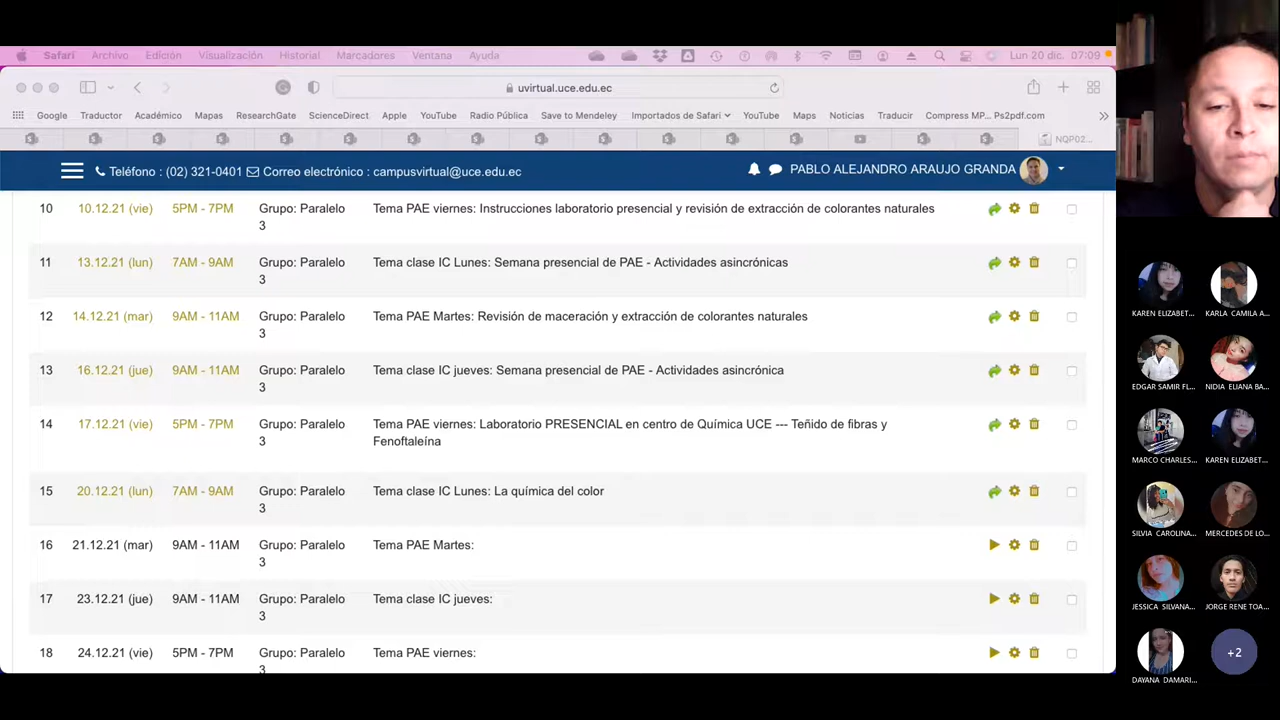 Safari Archivo Edición Visualización Historial Marcadores Ventana Ayuda Lun 20 dic. 07:09
uvirtual.uce.edu.ec
Google Traductor Académico Mapas ResearchGate ScienceDirect Apple YouTube Radio Pública Save to Mendeley Importados de Safari YouTube Maps Noticias Traducir Compress MP... Ps2pdf.com
NQP02...
Teléfono : (02) 321-0401 Correo electrónico : campusvirtual@uce.edu.ec PABLO ALEJANDRO ARAUJO GRANDA
10 10.12.21 (vie) 5PM - 7PM Grupo: Paralelo Tema PAE viernes: Instrucciones laboratorio presencial y revisión de extracción de colorantes naturales
3
11 13.12.21 (lun) 7AM - 9AM Grupo: Paralelo Tema clase IC Lunes: Semana presencial de PAE - Actividades asincrónicas
3
12 14.12.21 (mar) 9AM - 11AM Grupo: Paralelo Tema PAE Martes: Revisión de maceración y extracción de colorantes naturales
3
13 16.12.21 (jue) 9AM - 11AM Grupo: Paralelo Tema clase IC jueves: Semana presencial de PAE - Actividades asincrónica
3
14 17.12.21 (vie) 5PM - 7PM Grupo: Paralelo Tema PAE viernes: Laboratorio PRESENCIAL en centro de Química UCE --- Teñido de fibras y
3 Fenoftaleína
15 20.12.21 (lun) 7AM - 9AM Grupo: Paralelo Tema clase IC Lunes: La química del color
3
16 21.12.21 (mar) 9AM - 11AM Grupo: Paralelo Tema PAE Martes:
3
17 23.12.21 (jue) 9AM - 11AM Grupo: Paralelo Tema clase IC jueves:
3
18 24.12.21 (vie) 5PM - 7PM Grupo: Paralelo Tema PAE viernes:
3
KAREN ELIZABET... KARLA CAMILA A...
EDGAR SAMIR FL... NIDIA ELIANA BA...
MARCO CHARLES... KAREN ELIZABET...
SILVIA CAROLINA... MERCEDES DE LO...
JESSICA SILVANA... JORGE RENE TOA...
+2
DAYANA DAMARI...